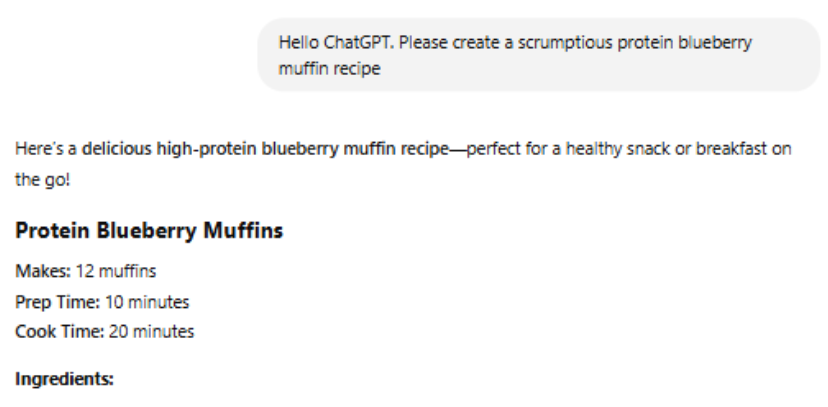 Hello ChatGPT. Please create a scrumptious protein blueberry
muffin recipe
Here's a delicious high-protein blueberry muffin recipe—perfect for a healthy snack or breakfast on
the go!
Protein Blueberry Muffins
Makes: 12 muffins
Prep Time: 10 minutes
Cook Time: 20 minutes
Ingredients: